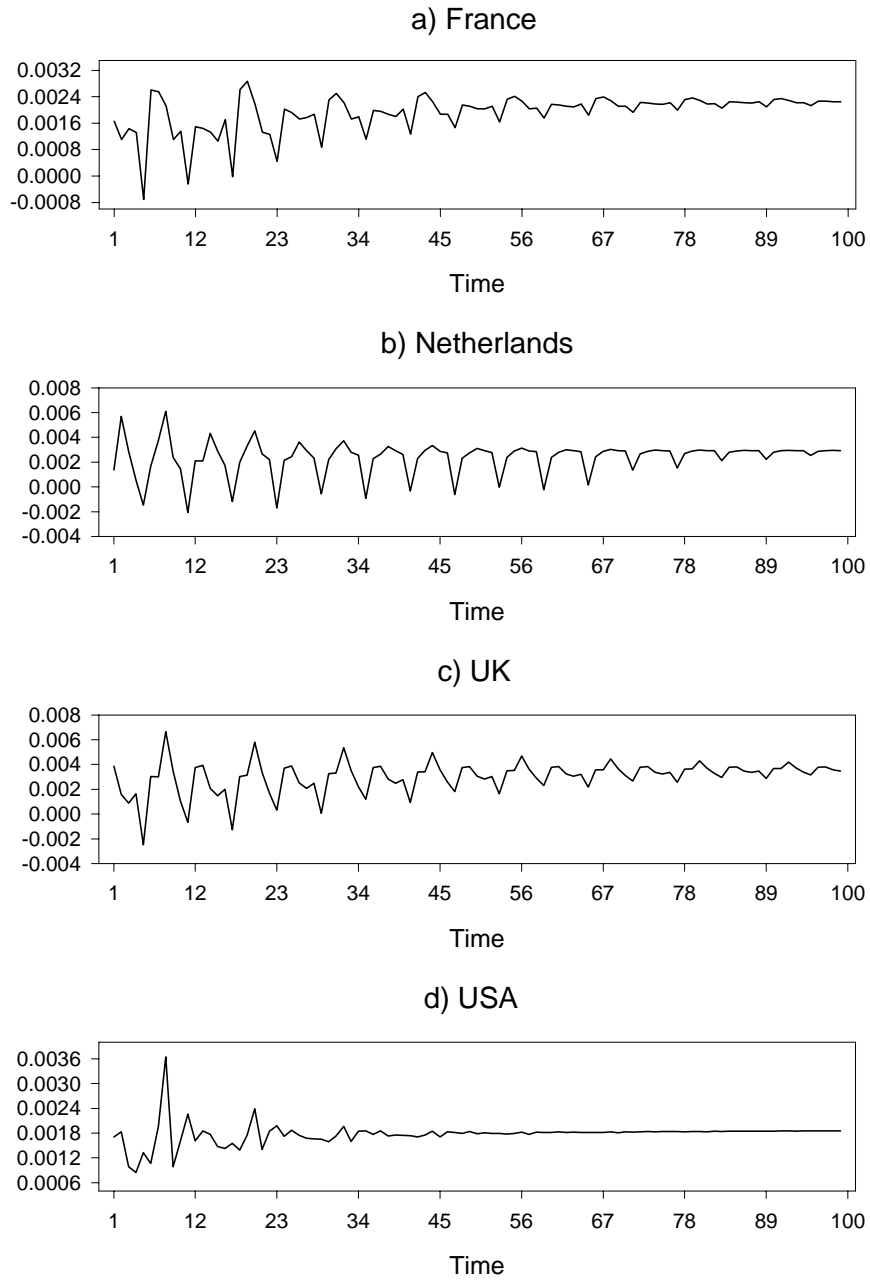 a) France
0.0032
0.0024
0.0016
0.0008
0.0000
-0.0008
1 12 23 34 45 56 67 78 89 100
Time
b) Netherlands
0.008
0.006
0.004
0.002
0.000
-0.002
-0.004
1 12 23 34 45 56 67 78 89 100
Time
c) UK
0.008
0.006
0.004
0.002
0.000
-0.002
-0.004
1 12 23 34 45 56 67 78 89 100
Time
d) USA
0.0036
0.0030
0.0024
0.0018
0.0012
0.0006
1 12 23 34 45 56 67 78 89 100
Time